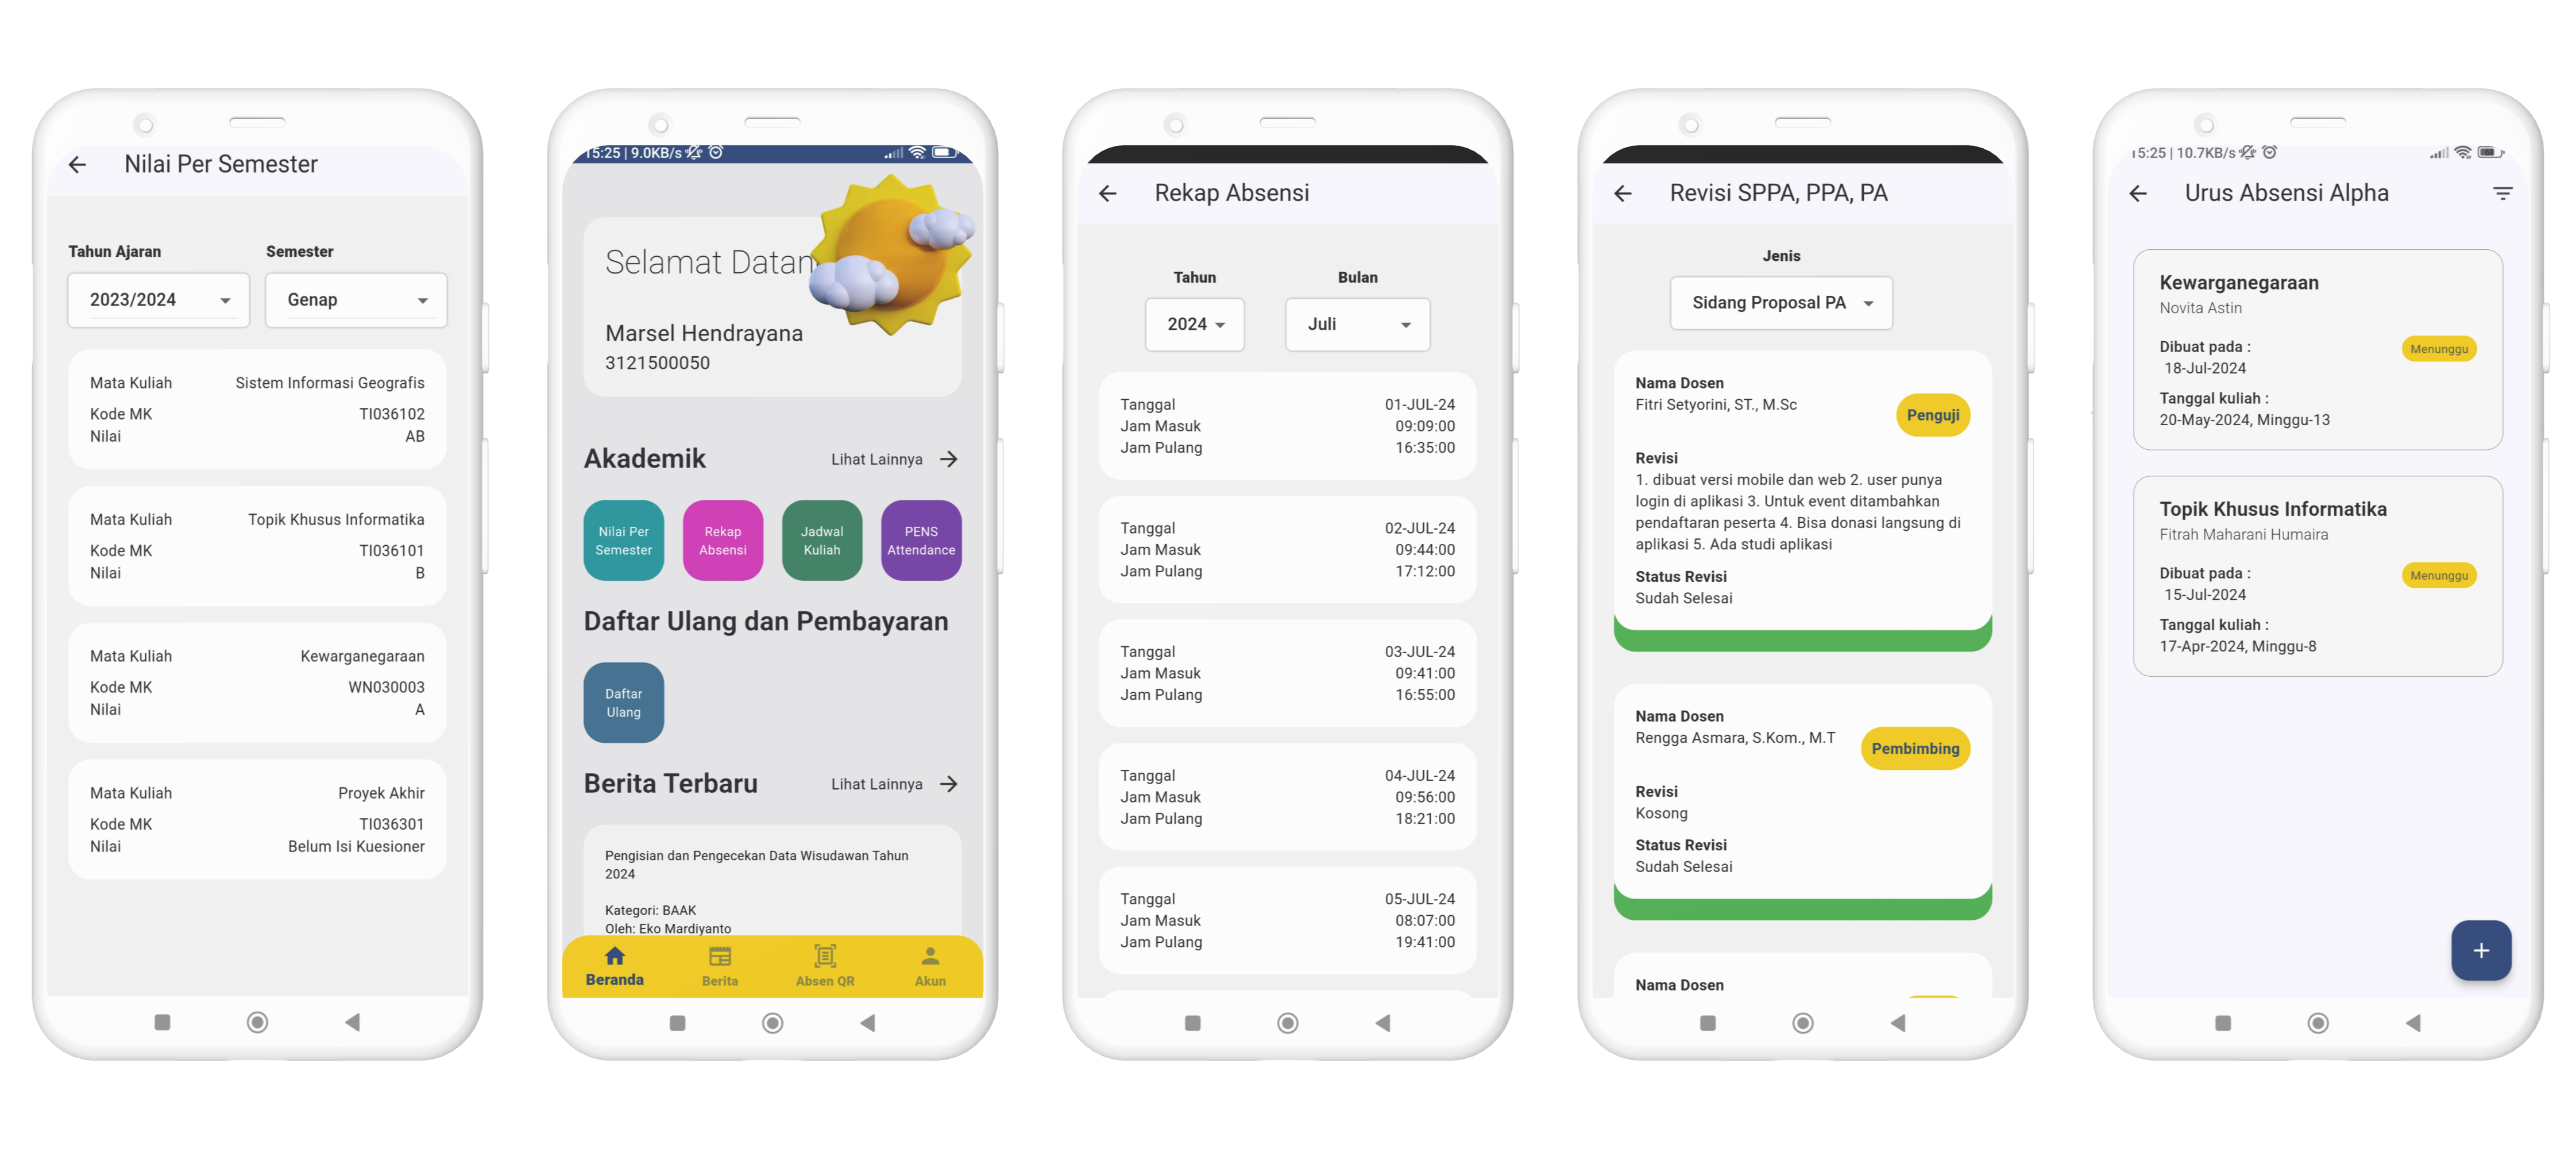 Nilai Per Semester
Tahun Ajaran Semester
2023/2024 Genap
Mata Kuliah Sistem Informasi Geografis
Kode MK TI036102
Nilai AB
Mata Kuliah Topik Khusus Informatika
Kode MK TI036101
Nilai B
Mata Kuliah Kewarganegaraan
Kode MK WN030003
Nilai A
Mata Kuliah Proyek Akhir
Kode MK TI036301
Nilai Belum Isi Kuesioner
15:25 | 9.0KB/s
Selamat Datan
Marsel Hendrayana
3121500050
Akademik Lihat Lainnya
Nilai Per Semester
Rekap Absensi
Jadwal Kuliah
PENS Attendance
Daftar Ulang dan Pembayaran
Daftar Ulang
Berita Terbaru Lihat Lainnya
Pengisian dan Pengecekan Data Wisudawan Tahun
2024
Kategori: BAAK
Oleh: Eko Mardiyanto
Beranda Berita Absen QR Akun
Rekap Absensi
Tahun Bulan
2024 Juli
Tanggal 01-JUL-24
Jam Masuk 09:09:00
Jam Pulang 16:35:00
Tanggal 02-JUL-24
Jam Masuk 09:44:00
Jam Pulang 17:12:00
Tanggal 03-JUL-24
Jam Masuk 09:41:00
Jam Pulang 16:55:00
Tanggal 04-JUL-24
Jam Masuk 09:56:00
Jam Pulang 18:21:00
Tanggal 05-JUL-24
Jam Masuk 08:07:00
Jam Pulang 19:41:00
Revisi SPPA, PPA, PA
Jenis
Sidang Proposal PA
Nama Dosen
Fitri Setyorini, ST., M.Sc
Penguji
Revisi
1. dibuat versi mobile dan web 2. user punya
login di aplikasi 3. Untuk event ditambahkan
pendaftaran peserta 4. Bisa donasi langsung di
aplikasi 5. Ada studi aplikasi
Status Revisi
Sudah Selesai
Nama Dosen
Rengga Asmara, S.Kom., M.T
Pembimbing
Revisi
Kosong
Status Revisi
Sudah Selesai
Nama Dosen
15:25 | 10.7KB/s
Urus Absensi Alpha
Kewarganegaraan
Novita Astin
Dibuat pada :
18-Jul-2024
Menunggu
Tanggal kuliah :
20-May-2024, Minggu-13
Topik Khusus Informatika
Fitrah Maharani Humaira
Dibuat pada :
15-Jul-2024
Menunggu
Tanggal kuliah :
17-Apr-2024, Minggu-8